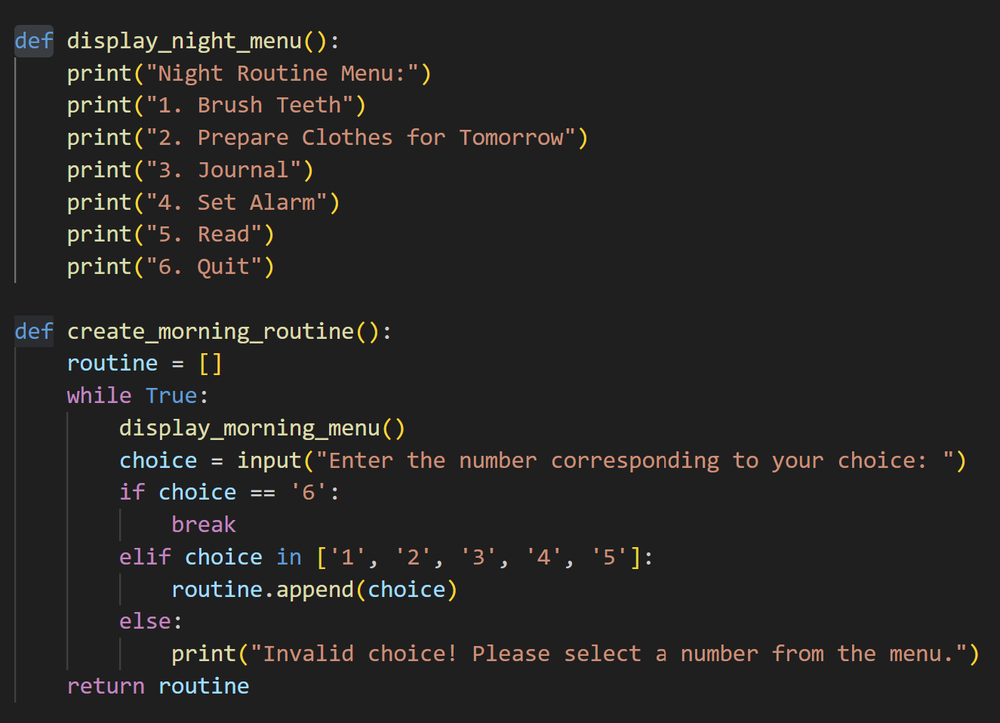 def display_night_menu():
    print("Night Routine Menu:")
    print("1. Brush Teeth")
    print("2. Prepare Clothes for Tomorrow")
    print("3. Journal")
    print("4. Set Alarm")
    print("5. Read")
    print("6. Quit")

def create_morning_routine():
    routine = []
    while True:
        display_morning_menu()
        choice = input("Enter the number corresponding to your choice: ")
        if choice == '6':
            break
        elif choice in ['1', '2', '3', '4', '5']:
            routine.append(choice)
        else:
            print("Invalid choice! Please select a number from the menu.")
    return routine